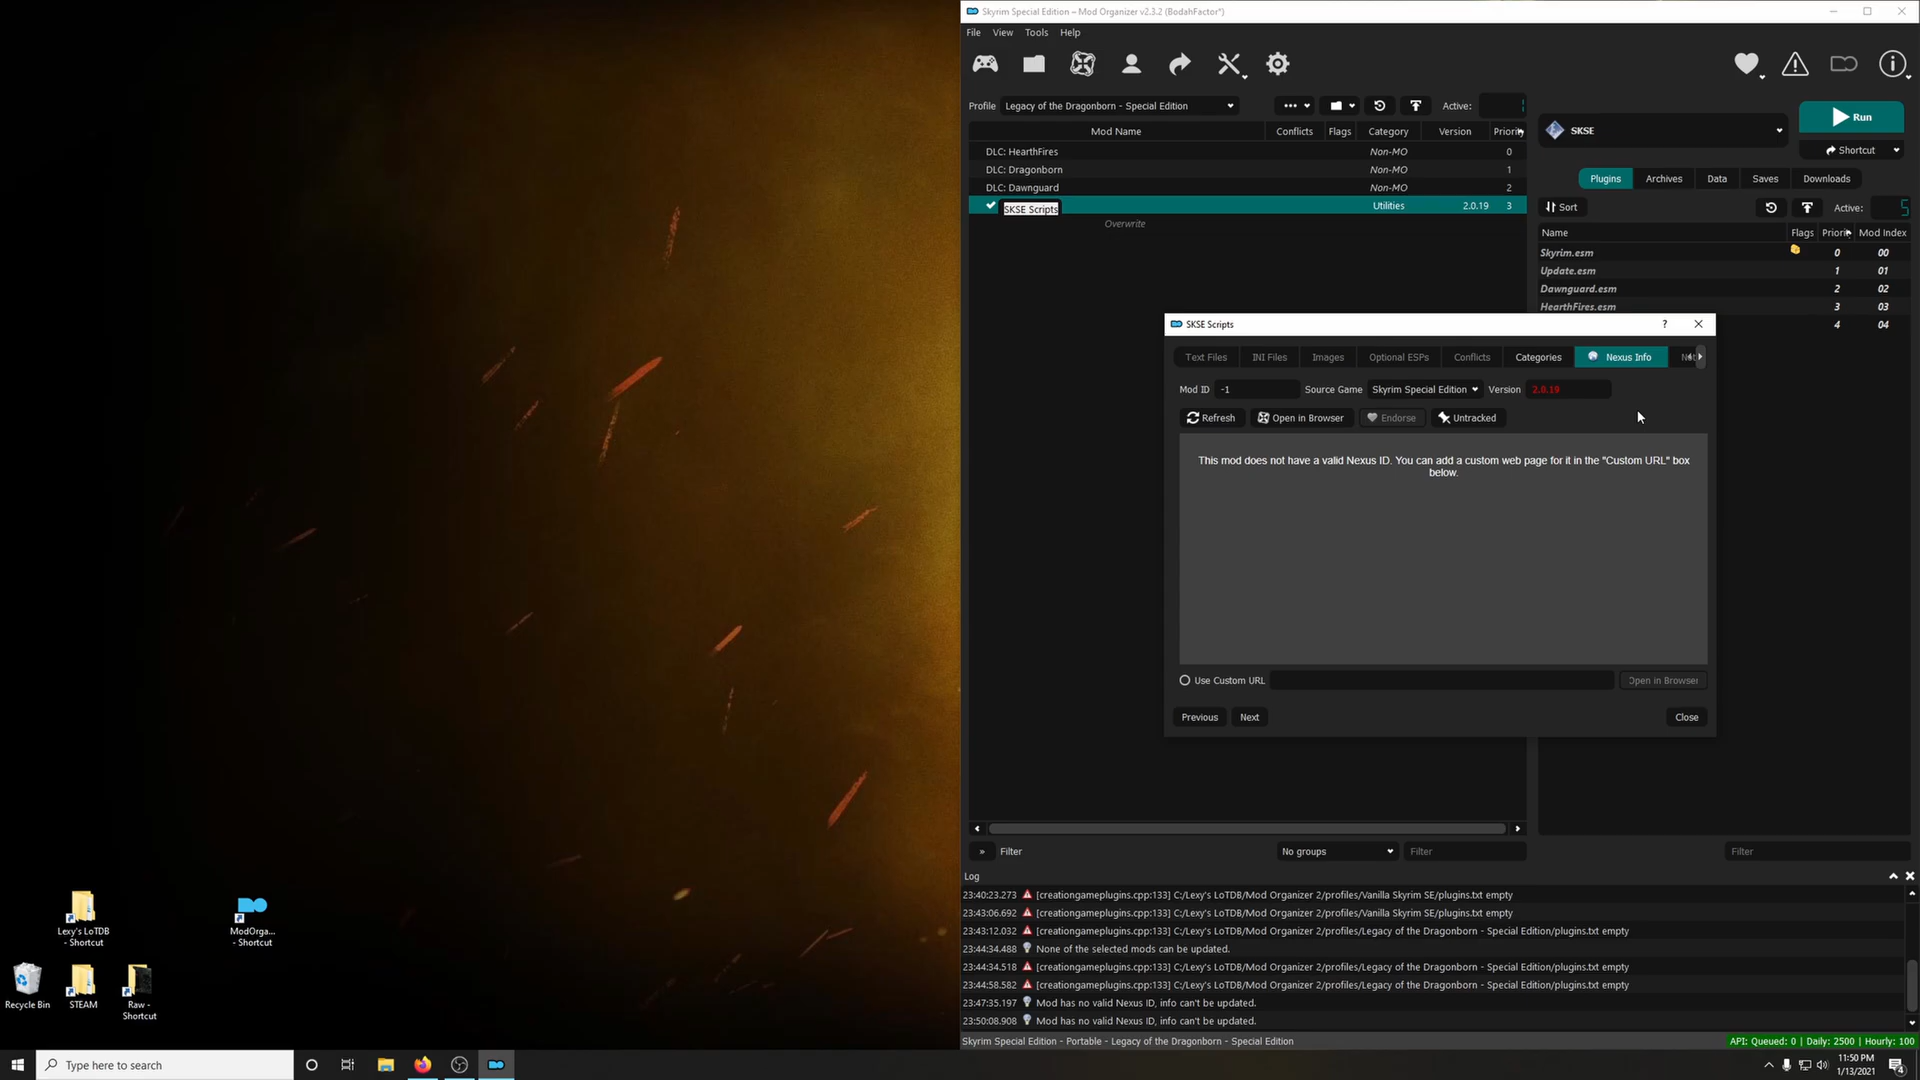 Skyrim Special Edition – Mod Organizer v2.3.2 (BodahFactor*)
File View Tools Help
Profile Legacy of the Dragonborn - Special Edition Active: 1
Mod Name Conflicts Flags Category Version Priority
DLC: HearthFires Non-MO 0
DLC: Dragonborn Non-MO 1
DLC: Dawnguard Non-MO 2
SKSE Scripts Utilities 2.0.19 3
Overwrite
SKSE
Run
Shortcut
Plugins Archives Data Saves Downloads
Sort Active: 5
Name Flags Priority Mod Index
Skyrim.esm 0 00
Update.esm 1 01
Dawnguard.esm 2 02
HearthFires.esm 3 03
4 04
SKSE Scripts ?
Text Files INI Files Images Optional ESPs Conflicts Categories Nexus Info
Mod ID -1 Source Game Skyrim Special Edition Version 2.0.19
Refresh Open in Browser Endorse Untracked
This mod does not have a valid Nexus ID. You can add a custom web page for it in the "Custom URL" box
below.
Use Custom URL Open in Browser
Previous Next Close
» Filter No groups Filter Filter
Log
23:40:23.273 [creationgameplugins.cpp:133] C:/Lexy's LoTDB/Mod Organizer 2/profiles/Vanilla Skyrim SE/plugins.txt empty
23:43:06.692 [creationgameplugins.cpp:133] C:/Lexy's LoTDB/Mod Organizer 2/profiles/Vanilla Skyrim SE/plugins.txt empty
23:43:12.032 [creationgameplugins.cpp:133] C:/Lexy's LoTDB/Mod Organizer 2/profiles/Legacy of the Dragonborn - Special Edition/plugins.txt empty
23:44:34.488 None of the selected mods can be updated.
23:44:34.518 [creationgameplugins.cpp:133] C:/Lexy's LoTDB/Mod Organizer 2/profiles/Legacy of the Dragonborn - Special Edition/plugins.txt empty
23:44:58.582 [creationgameplugins.cpp:133] C:/Lexy's LoTDB/Mod Organizer 2/profiles/Legacy of the Dragonborn - Special Edition/plugins.txt empty
23:47:35.197 Mod has no valid Nexus ID, info can't be updated.
23:50:08.908 Mod has no valid Nexus ID, info can't be updated.
Skyrim Special Edition - Portable - Legacy of the Dragonborn - Special Edition API: Queued: 0 | Daily: 2500 | Hourly: 100
Lexy's LoTDB
- Shortcut
ModOrga...
- Shortcut
Recycle Bin
STEAM
Raw -
Shortcut
Type here to search
11:50 PM
1/13/2021
4